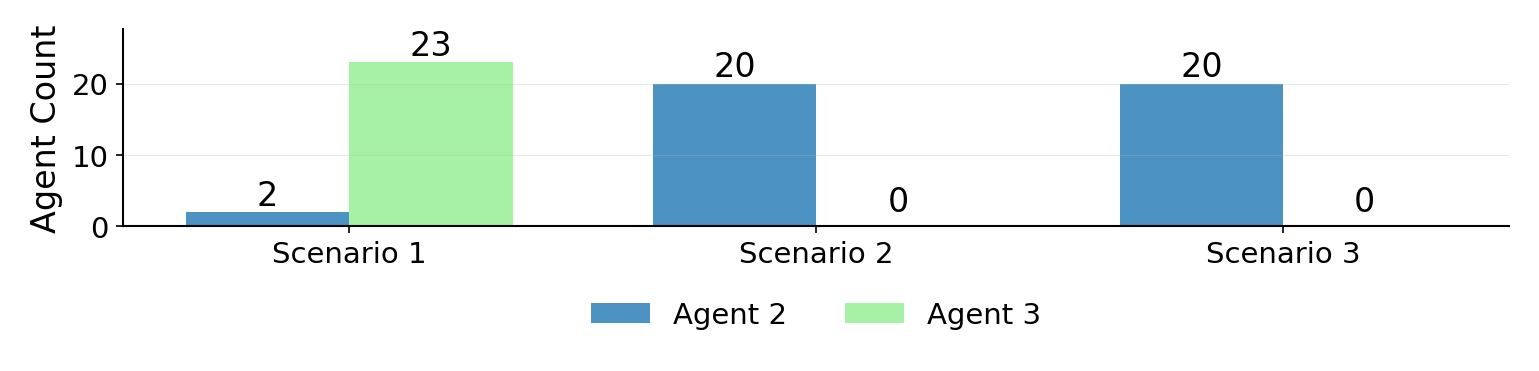 Agent Count
20
10
0
2
23
20
0
20
0
Scenario 1
Scenario 2
Scenario 3
Agent 2
Agent 3